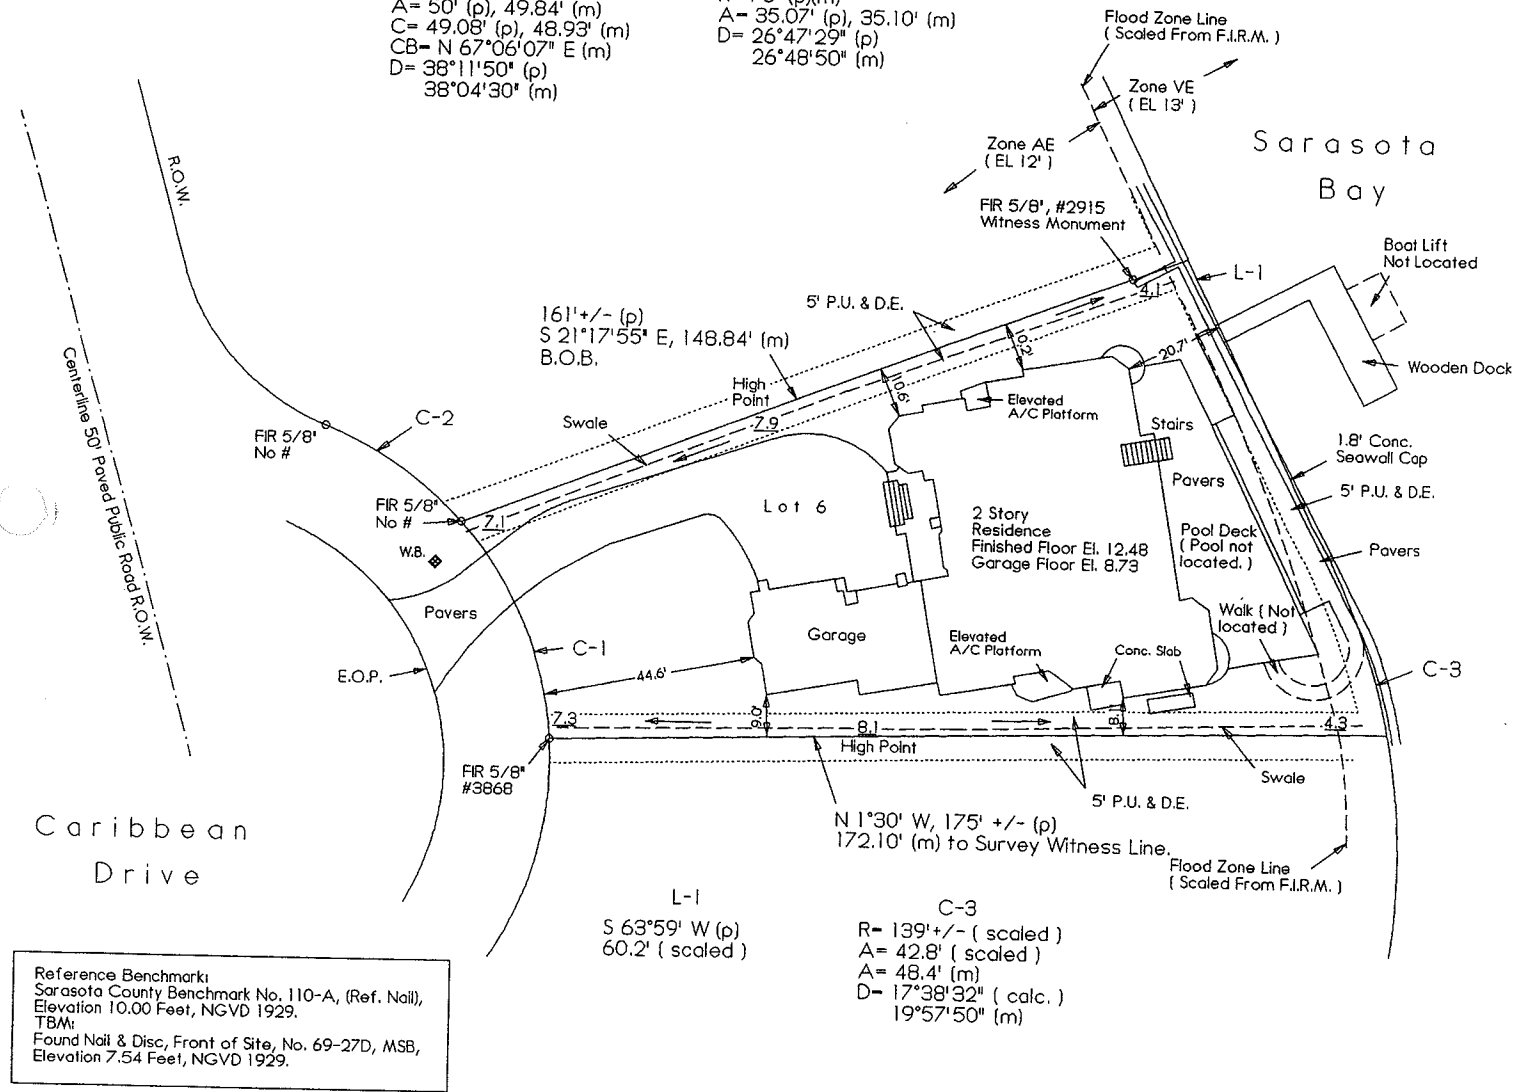 A= 50' (p), 49.84' (m)
C= 49.08' (p), 48.93' (m)
CB- N 67°06'07" E (m)
D= 38°11'50" (p)
38°04'30" (m)
A- 35.07' (p), 35.10' (m)
D= 26°47'29" (p)
26°48'50" (m)
Flood Zone Line
( Scaled From F.I.R.M. )
Zone VE
( EL 13' )
Zone AE
( EL 12' )
Sarasota
Bay
R.O.W.
FIR 5/8", #2915
Witness Monument
L-1
Boat Lift
Not Located
4.1
5' P.U. & D.E.
161'+/- (p)
S 21°17'55" E, 148.84' (m)
B.O.B.
10.2'
20.7'
Wooden Dock
High
Point
10.6'
Elevated
A/C Platform
Centerline 50' Paved Public Road R.O.W.
C-2
Swale
7.9
Stairs
FIR 5/8"
No #
1.8' Conc.
Seawall Cap
Pavers
5' P.U. & D.E.
FIR 5/8"
No #
7.1
Lot 6
2 Story
Residence
Finished Floor El. 12.48
Garage Floor El. 8.73
Pool Deck
( Pool not
located. )
W.B.
Pavers
Pavers
Walk ( Not
located )
Garage
Elevated
A/C Platform
Conc. Slab
C-1
E.O.P.
44.6'
C-3
9.0'
8.1'
7.3
8.1
4.3
High Point
FIR 5/8"
#3868
Swale
5' P.U. & D.E.
N 1°30' W, 175' +/- (p)
172.10' (m) to Survey Witness Line.
Flood Zone Line
( Scaled From F.I.R.M. )
Caribbean
Drive
L-1
S 63°59' W (p)
60.2' ( scaled )
C-3
R- 139'+/- ( scaled )
A= 42.8' ( scaled )
A= 48.4' (m)
D- 17°38'32" ( calc. )
19°57'50" (m)
Reference Benchmark:
Sarasota County Benchmark No. 110-A, (Ref. Nail),
Elevation 10.00 Feet, NGVD 1929.
TBM:
Found Nail & Disc, Front of Site, No. 69-27D, MSB,
Elevation 7.54 Feet, NGVD 1929.